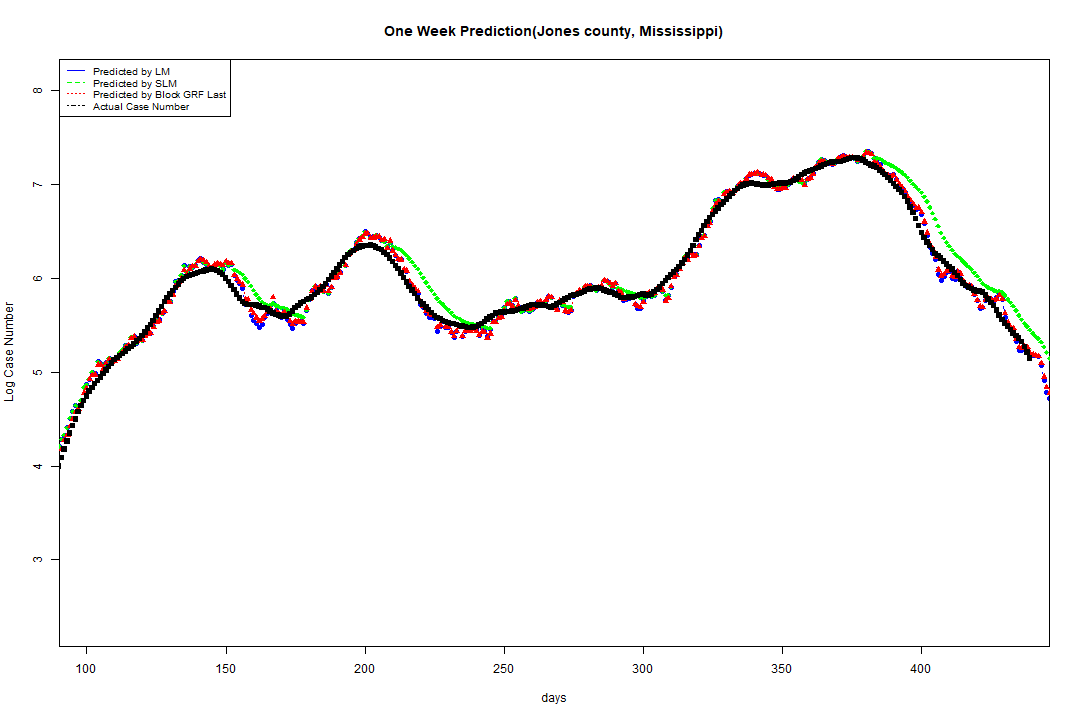 One Week Prediction(Jones county, Mississippi)
Predicted by LM
Predicted by SLM
Predicted by Block GRF Last
Actual Case Number
8
7
6
5
4
3
Log Case Number
100 150 200 250 300 350 400
days